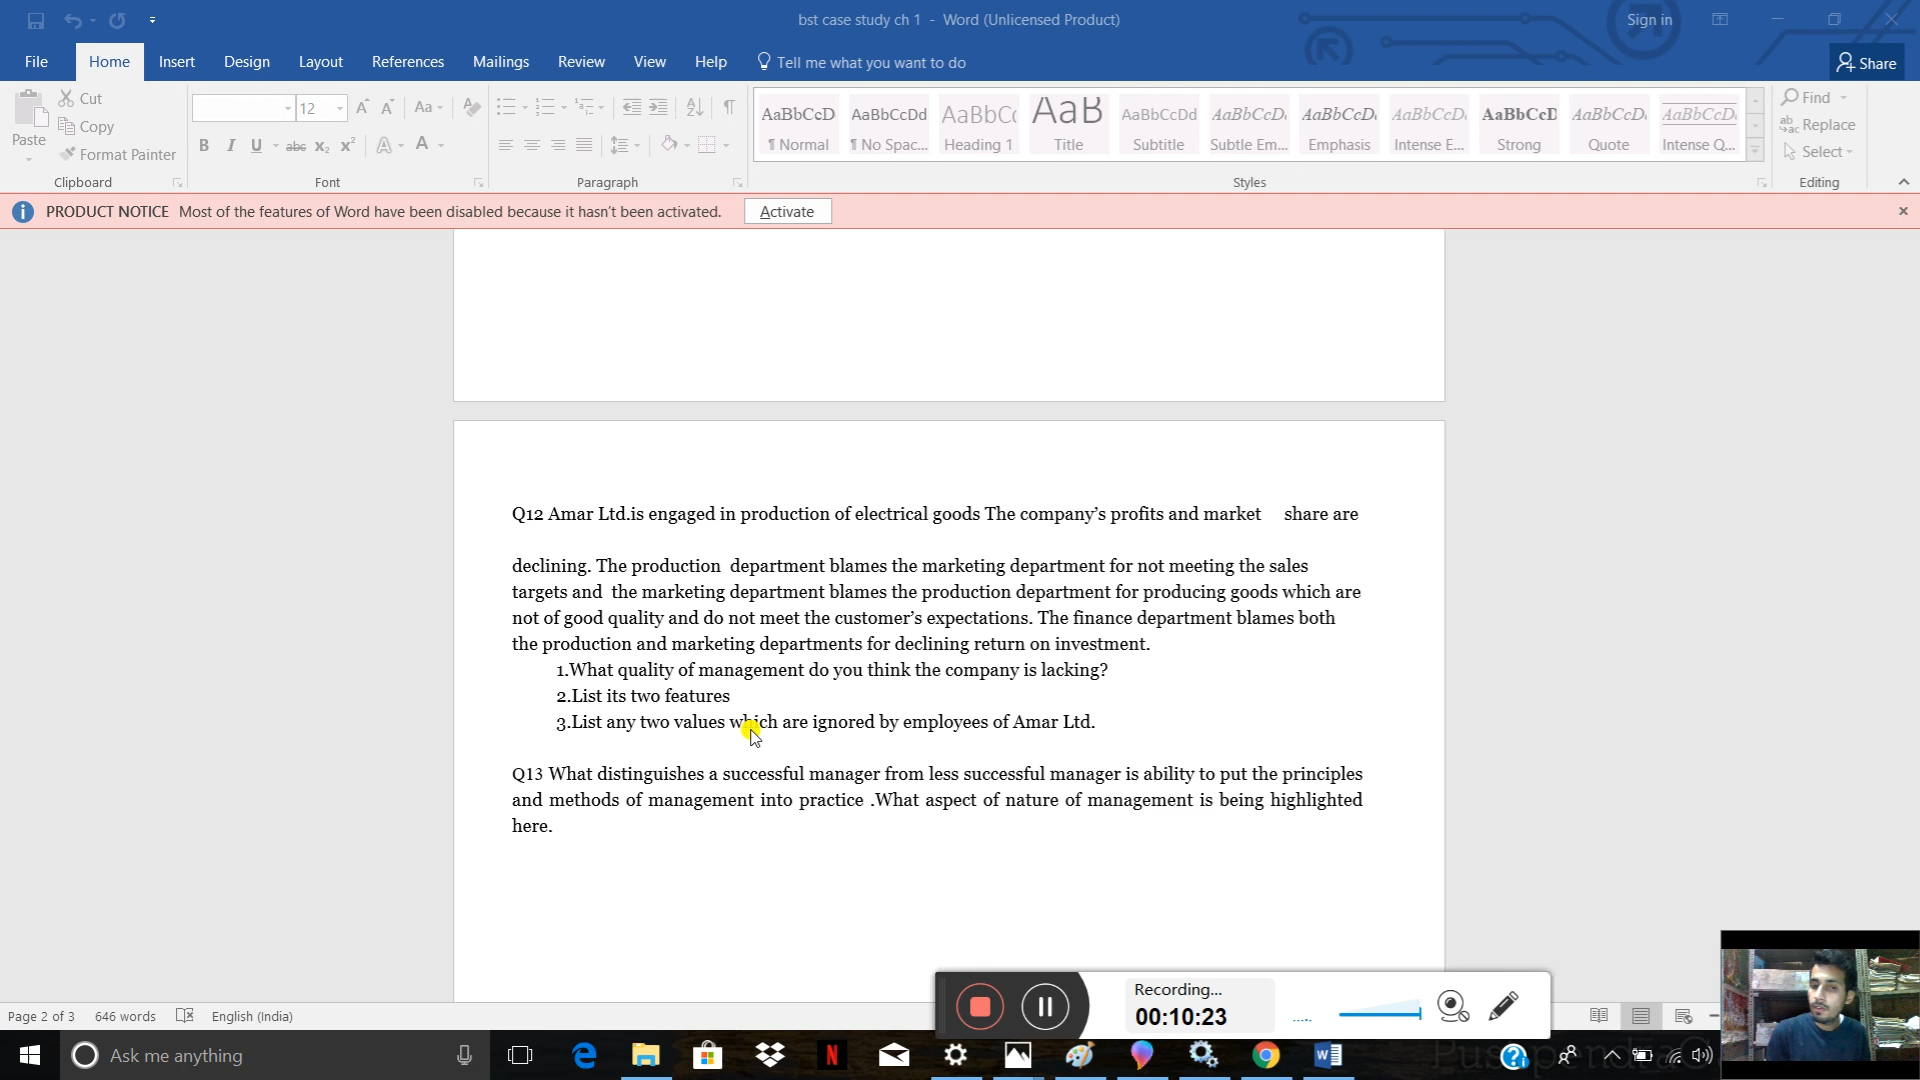 bst case study ch 1 - Word (Unlicensed Product)
Sign in
File Home Insert Design Layout References Mailings Review View Help Tell me what you want to do
Share
Paste
Cut
Copy
Format Painter
Clipboard
12
Aa
B I U abc X₂ X² A A
Font
Paragraph
AaBbCcD AaBbCcDd AaBbC AaB AaBbCcDd AaBbCcD AaBbCcD AaBbCcD AaBbCcD AaBbCcD AaBbCcD
¶ Normal ¶ No Spac... Heading 1 Title Subtitle Subtle Em... Emphasis Intense E... Strong Quote Intense Q...
Styles
Find
Replace
Select
Editing
PRODUCT NOTICE Most of the features of Word have been disabled because it hasn't been activated. Activate
Q12 Amar Ltd.is engaged in production of electrical goods The company's profits and market share are
declining. The production department blames the marketing department for not meeting the sales
targets and the marketing department blames the production department for producing goods which are
not of good quality and do not meet the customer's expectations. The finance department blames both
the production and marketing departments for declining return on investment.
1.What quality of management do you think the company is lacking?
2.List its two features
3.List any two values which are ignored by employees of Amar Ltd.
Q13 What distinguishes a successful manager from less successful manager is ability to put the principles
and methods of management into practice .What aspect of nature of management is being highlighted
here.
Recording...
00:10:23
Page 2 of 3 646 words English (India)
Ask me anything